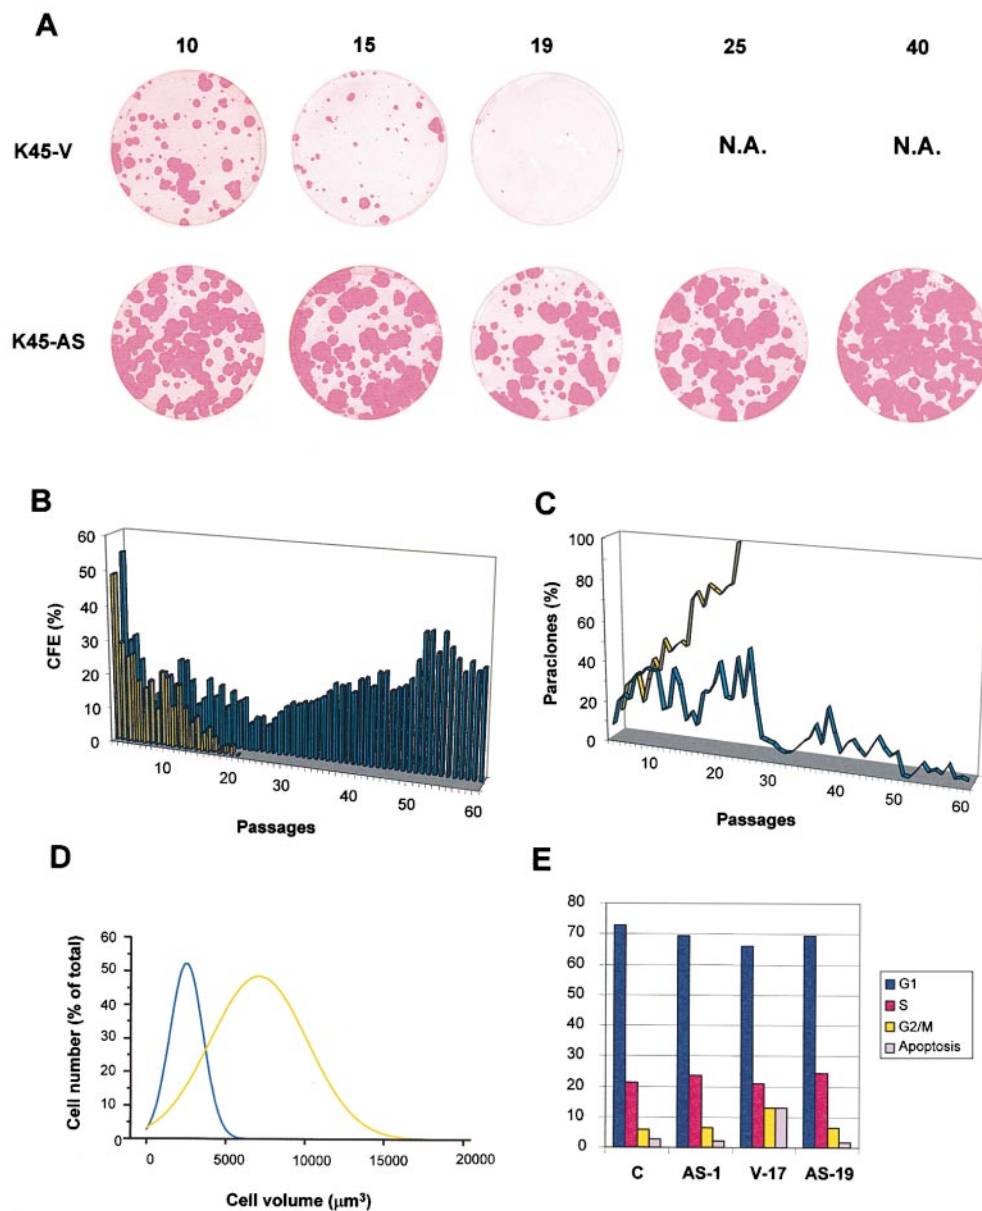 A
10 15 19 25 40
K45-V
N.A. N.A.
K45-AS
B
CFE (%)
60
50
40
30
20
10
0
10 20 30 40 50 60
Passages
C
Paraclones (%)
100
80
60
40
20
0
10 20 30 40 50 60
Passages
D
Cell number (% of total)
60
50
40
30
20
10
0
0 5000 10000 15000 20000
Cell volume (µm³)
E
80
70
60
50
40
30
20
10
0
C AS-1 V-17 AS-19
G1
S
G2/M
Apoptosis